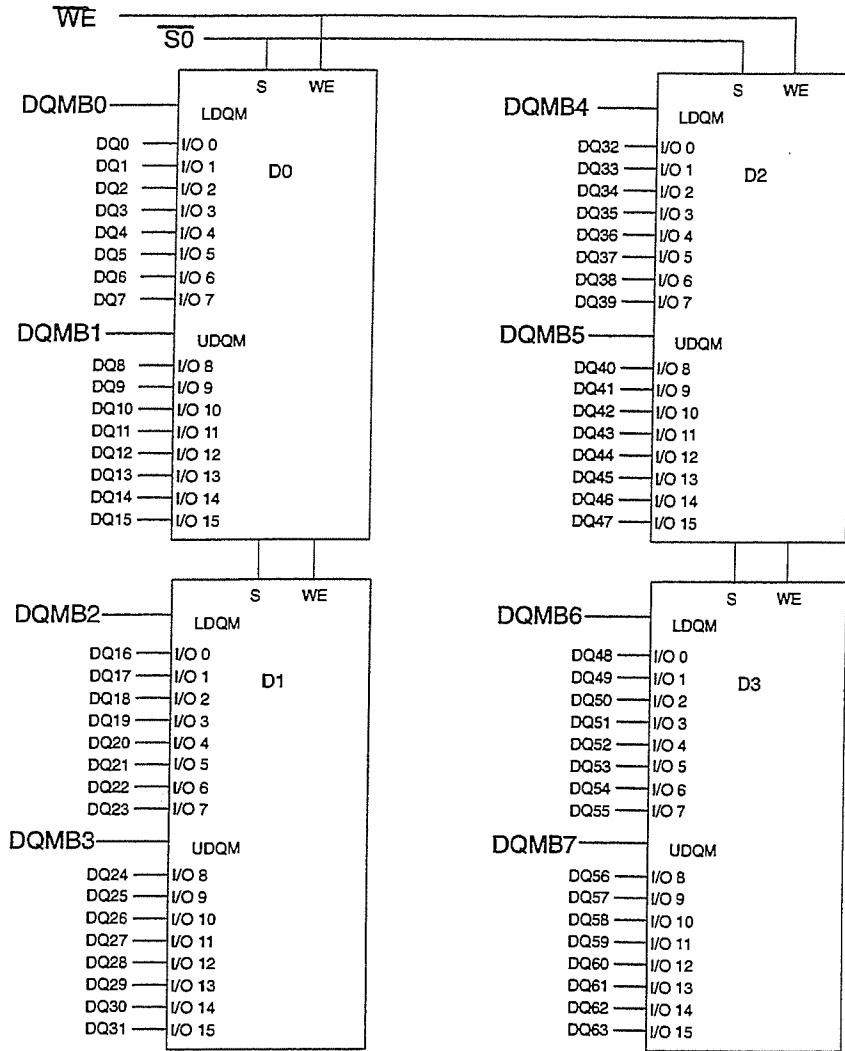 WE
S0
S WE
DQMB0
LDQM
D0
DQ0 I/O 0
DQ1 I/O 1
DQ2 I/O 2
DQ3 I/O 3
DQ4 I/O 4
DQ5 I/O 5
DQ6 I/O 6
DQ7 I/O 7
DQMB1
UDQM
DQ8 I/O 8
DQ9 I/O 9
DQ10 I/O 10
DQ11 I/O 11
DQ12 I/O 12
DQ13 I/O 13
DQ14 I/O 14
DQ15 I/O 15
S WE
DQMB2
LDQM
D1
DQ16 I/O 0
DQ17 I/O 1
DQ18 I/O 2
DQ19 I/O 3
DQ20 I/O 4
DQ21 I/O 5
DQ22 I/O 6
DQ23 I/O 7
DQMB3
UDQM
DQ24 I/O 8
DQ25 I/O 9
DQ26 I/O 10
DQ27 I/O 11
DQ28 I/O 12
DQ29 I/O 13
DQ30 I/O 14
DQ31 I/O 15
S WE
DQMB4
LDQM
D2
DQ32 I/O 0
DQ33 I/O 1
DQ34 I/O 2
DQ35 I/O 3
DQ36 I/O 4
DQ37 I/O 5
DQ38 I/O 6
DQ39 I/O 7
DQMB5
UDQM
DQ40 I/O 8
DQ41 I/O 9
DQ42 I/O 10
DQ43 I/O 11
DQ44 I/O 12
DQ45 I/O 13
DQ46 I/O 14
DQ47 I/O 15
S WE
DQMB6
LDQM
D3
DQ48 I/O 0
DQ49 I/O 1
DQ50 I/O 2
DQ51 I/O 3
DQ52 I/O 4
DQ53 I/O 5
DQ54 I/O 6
DQ55 I/O 7
DQMB7
UDQM
DQ56 I/O 8
DQ57 I/O 9
DQ58 I/O 10
DQ59 I/O 11
DQ60 I/O 12
DQ61 I/O 13
DQ62 I/O 14
DQ63 I/O 15